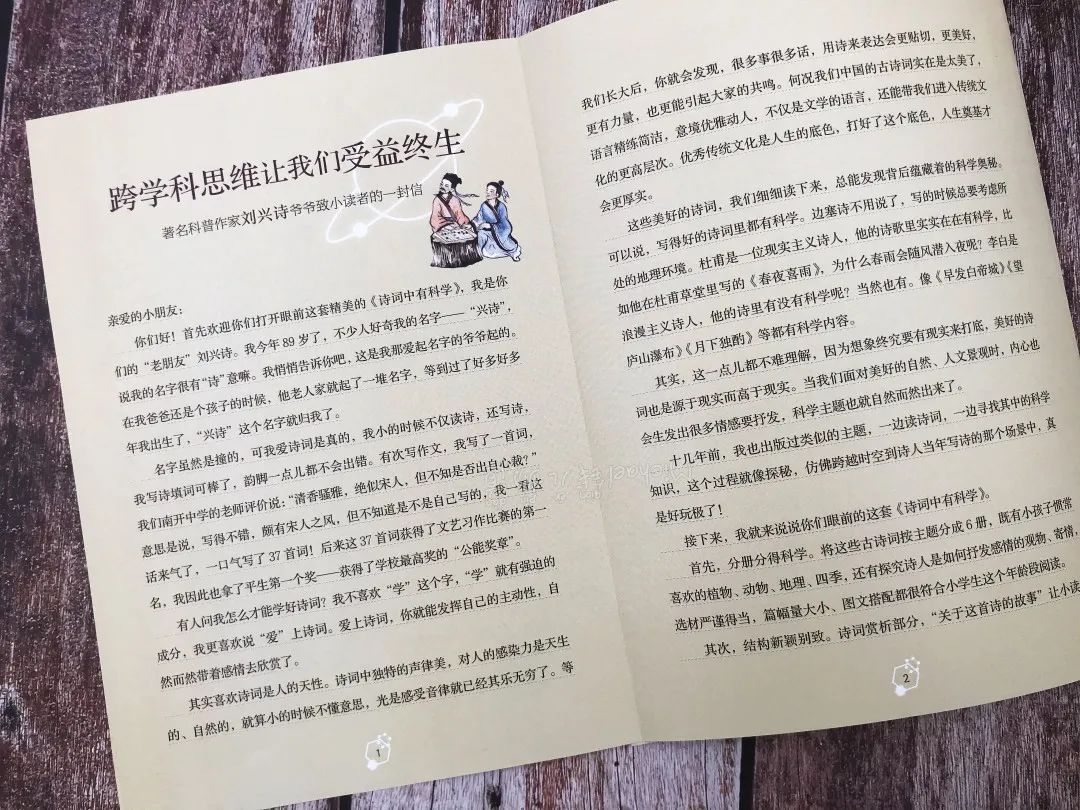 跨学科思维让我们受益终生
著名科普作家刘兴诗爷爷致小读者的一封信
亲爱的小朋友：
你们好！首先欢迎你们打开眼前这套精美的《诗词中有科学》，我是你
们的“老朋友”刘兴诗。我今年 89 岁了，不少人好奇我的名字——“兴诗”，
说我的名字很有“诗”意嘛。我悄悄告诉你吧，这是我那爱起名字的爷爷起的。
在我爸爸还是个孩子的时候，他老人家就起了一堆名字，等到过了好多好多
年我出生了，“兴诗”这个名字就归我了。
名字虽然是撞的，可我爱诗词是真的，我小的时候不仅读诗，还写诗，
我写诗填词可棒了，韵脚一点儿都不会出错。有次写作文，我写了一首词，
我们南开中学的老师评价说：“清香骚雅，绝似宋人，但不知是否出自心裁？”
意思是说，写得不错，颇有宋人之风，但不知道是不是自己写的，我一看这
话来气了，一口气写了 37 首词！后来这 37 首词获得了文艺习作比赛的第一
名，我因此也拿了平生第一个奖——获得了学校最高奖的“公能奖章”。
有人问我怎么才能学好诗词？我不喜欢“学”这个字，“学”就有强迫的
成分，我更喜欢说“爱”上诗词。爱上诗词，你就能发挥自己的主动性，自
然而然带着感情去欣赏了。
其实喜欢诗词是人的天性。诗词中独特的声律美，对人的感染力是天生
的、自然的，就算小的时候不懂意思，光是感受音律就已经其乐无穷了。等
1
我们长大后，你就会发现，很多事很多话，用诗来表达会更贴切，更美好，
更有力量，也更能引起大家的共鸣。何况我们中国的古诗词实在是太美了，
语言精练简洁，意境优雅动人，不仅是文学的语言，还能带我们进入传统文
化的更高层次。优秀传统文化是人生的底色，打好了这个底色，人生奠基才
会更厚实。
这些美好的诗词，我们细细读下来，总能发现背后蕴藏着的科学奥秘。
可以说，写得好的诗词里都有科学。边塞诗不用说了，写的时候总要考虑所
处的地理环境。杜甫是一位现实主义诗人，他的诗歌里实实在在有科学，比
如他在杜甫草堂里写的《春夜喜雨》，为什么春雨会随风潜入夜呢？李白是
浪漫主义诗人，他的诗里有没有科学呢？当然也有。像《早发白帝城》《望
庐山瀑布》《月下独酌》等都有科学内容。
其实，这一点儿都不难理解，因为想象终究要有现实来打底，美好的诗
词也是源于现实而高于现实。当我们面对美好的自然、人文景观时，内心也
会生发出很多情感要抒发，科学主题也就自然而然出来了。
十几年前，我也出版过类似的主题，一边读诗词，一边寻找其中的科学
知识，这个过程就像探秘，仿佛跨越时空到诗人当年写诗的那个场景中，真
是好玩极了！
接下来，我就来说说你们眼前的这套《诗词中有科学》。
首先，分册分得科学。将这些古诗词按主题分成 6 册，既有小孩子惯常
喜欢的植物、动物、地理、四季，还有探究诗人是如何抒发感情的观物、寄情，
选材严谨得当，篇幅量大小、图文搭配都很符合小学生这个年龄段阅读。
其次，结构新颖别致。诗词赏析部分，“关于这首诗的故事”让小读
2